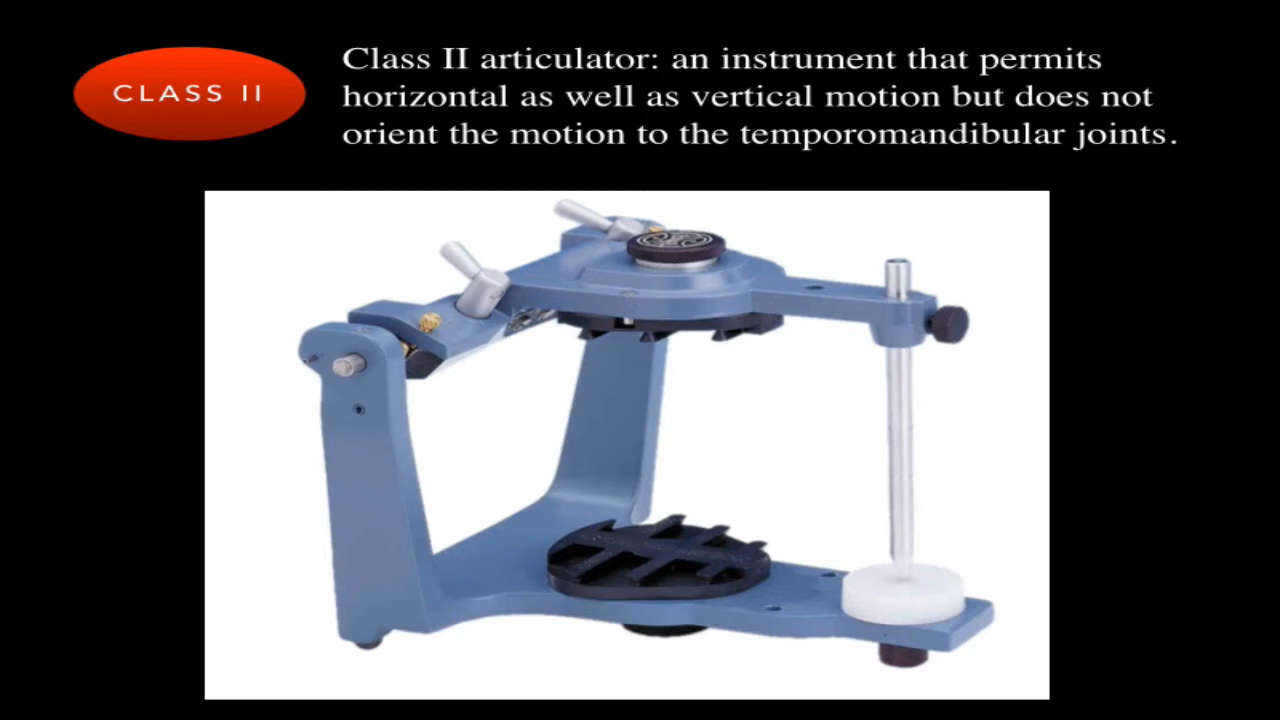 CLASS II
Class II articulator: an instrument that permits
horizontal as well as vertical motion but does not
orient the motion to the temporomandibular joints.